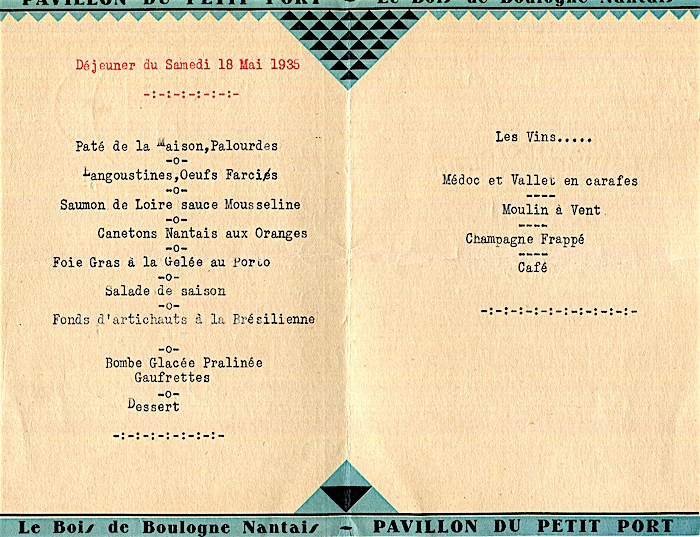 PAVILLON DU PETIT PORT ~ Le Bois de Boulogne Nantais
Déjeuner du Samedi 18 Mai 1935
-:-:-:-:-:-:-
Paté de la Maison,Palourdes
-o-
Langoustines,Oeufs Farcies
-o-
Saumon de Loire sauce Mousseline
-o-
Canetons Nantais aux Oranges
-o-
Foie Gras à la Gelée au Porto
-o-
Salade de saison
-o-
Fonds d'artichauts à la Brésilienne
-o-
Bombe Glacée Pralinée
Gaufrettes
-o-
Dessert
-:-:-:-:-:-:-:-
Les Vins.....
Médoc et Vallet en carafes
----
Moulin à Vent
----
Champagne Frappé
----
Café
-:-:-:-:-:-:-:-:-:-:-
Le Bois de Boulogne Nantais ~ PAVILLON DU PETIT PORT